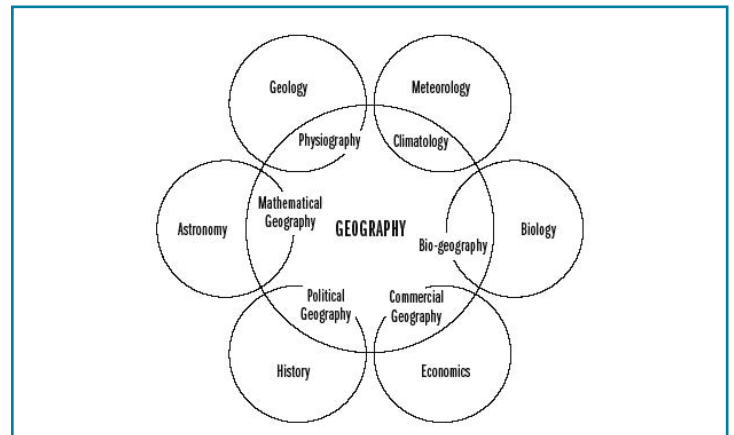 Geology
Meteorology
Physiography
Climatology
Mathematical
Geography
Astronomy
GEOGRAPHY
Bio-geography
Biology
Political
Geography
Commercial
Geography
History
Economics